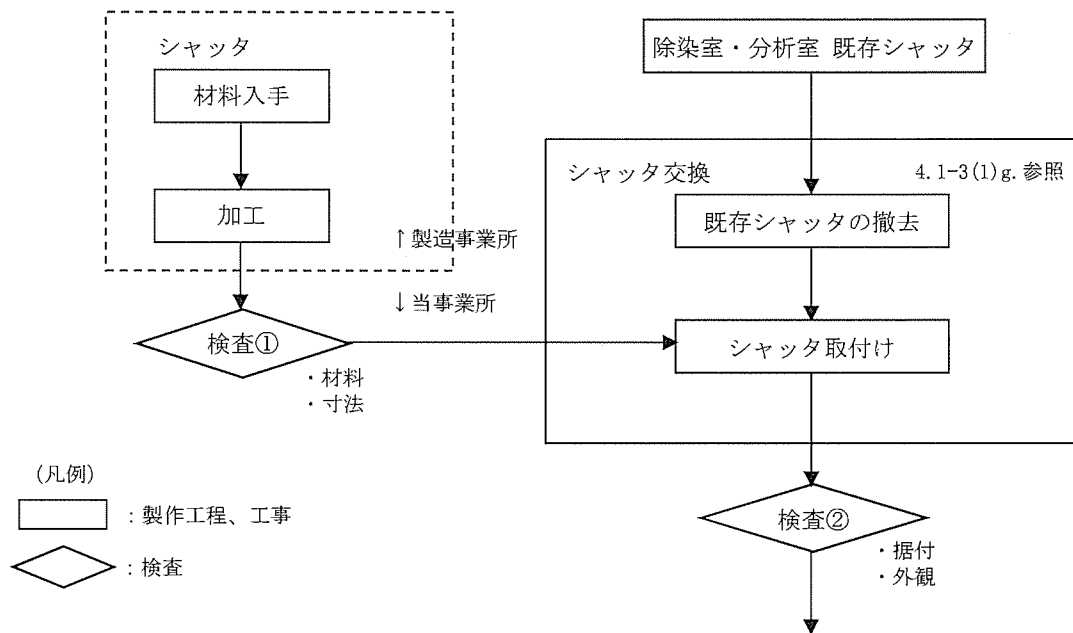 シャッタ
材料入手
加工
↑製造事業所
↓当事業所
検査①
・材料
・寸法
除染室・分析室 既存シャッタ
シャッタ交換
4.1-3(1)g.参照
既存シャッタの撤去
シャッタ取付け
検査②
・据付
・外観
(凡例)
：製作工程、工事
：検査